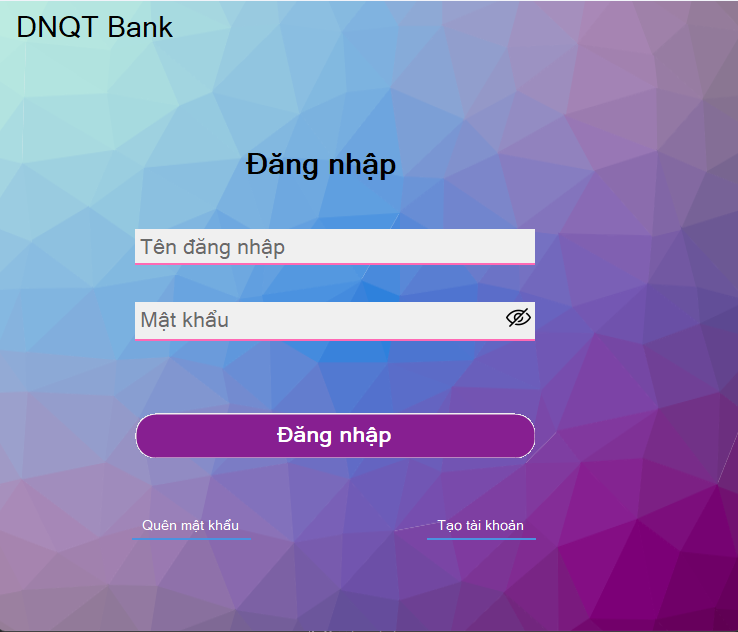 DNQT Bank
Đăng nhập
Tên đăng nhập
Mật khẩu
Đăng nhập
Quên mật khẩu
Tạo tài khoản